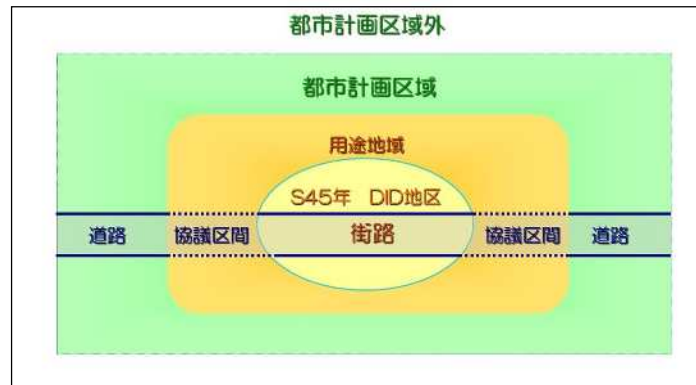 都市計画区域外
都市計画区域
用途地域
S45年 DID地区
道路 協議区間 街路 協議区間 道路